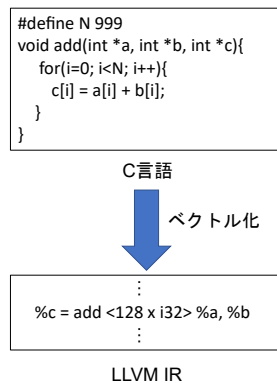 #define N 999
void add(int *a, int *b, int *c){
for(i=0; i<N; i++){
c[i] = a[i] + b[i];
}
}
C言語
ベクトル化
⋮
%c = add <128 x i32> %a, %b
⋮
LLVM IR